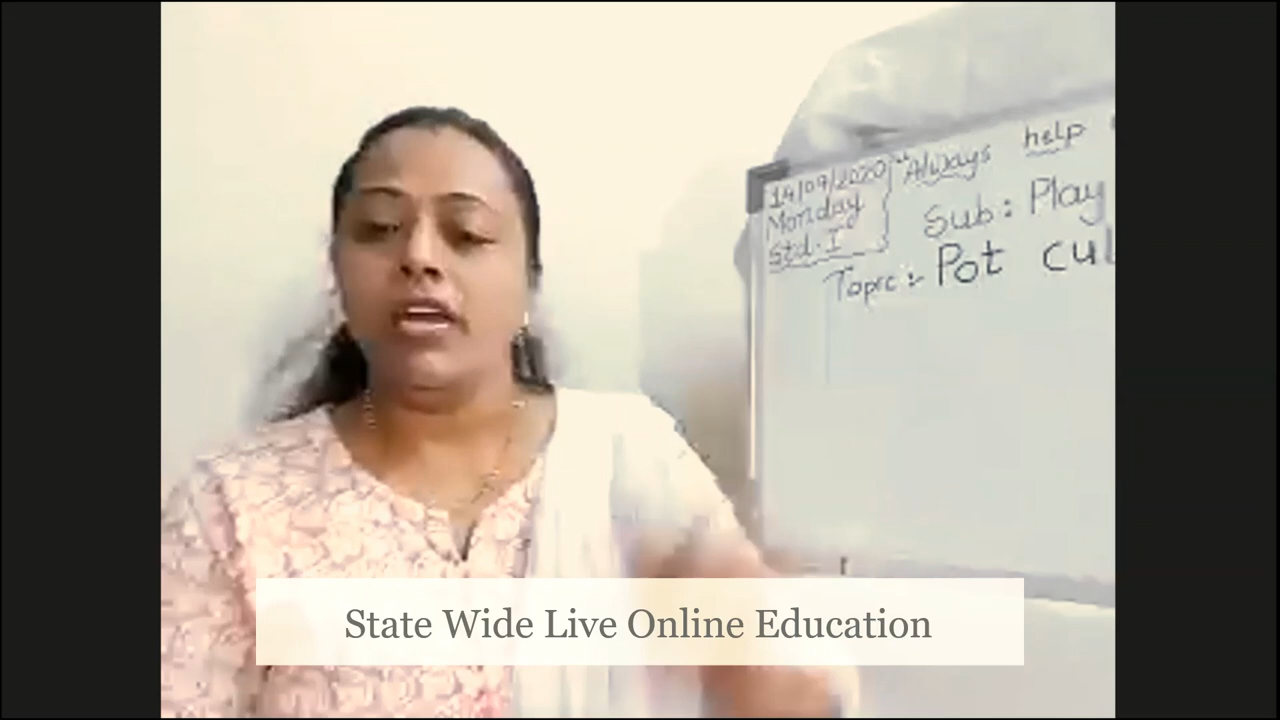 14/09/2020 "Always help
Monday
Std. I
Sub: Play
Topic:- Pot cul
State Wide Live Online Education